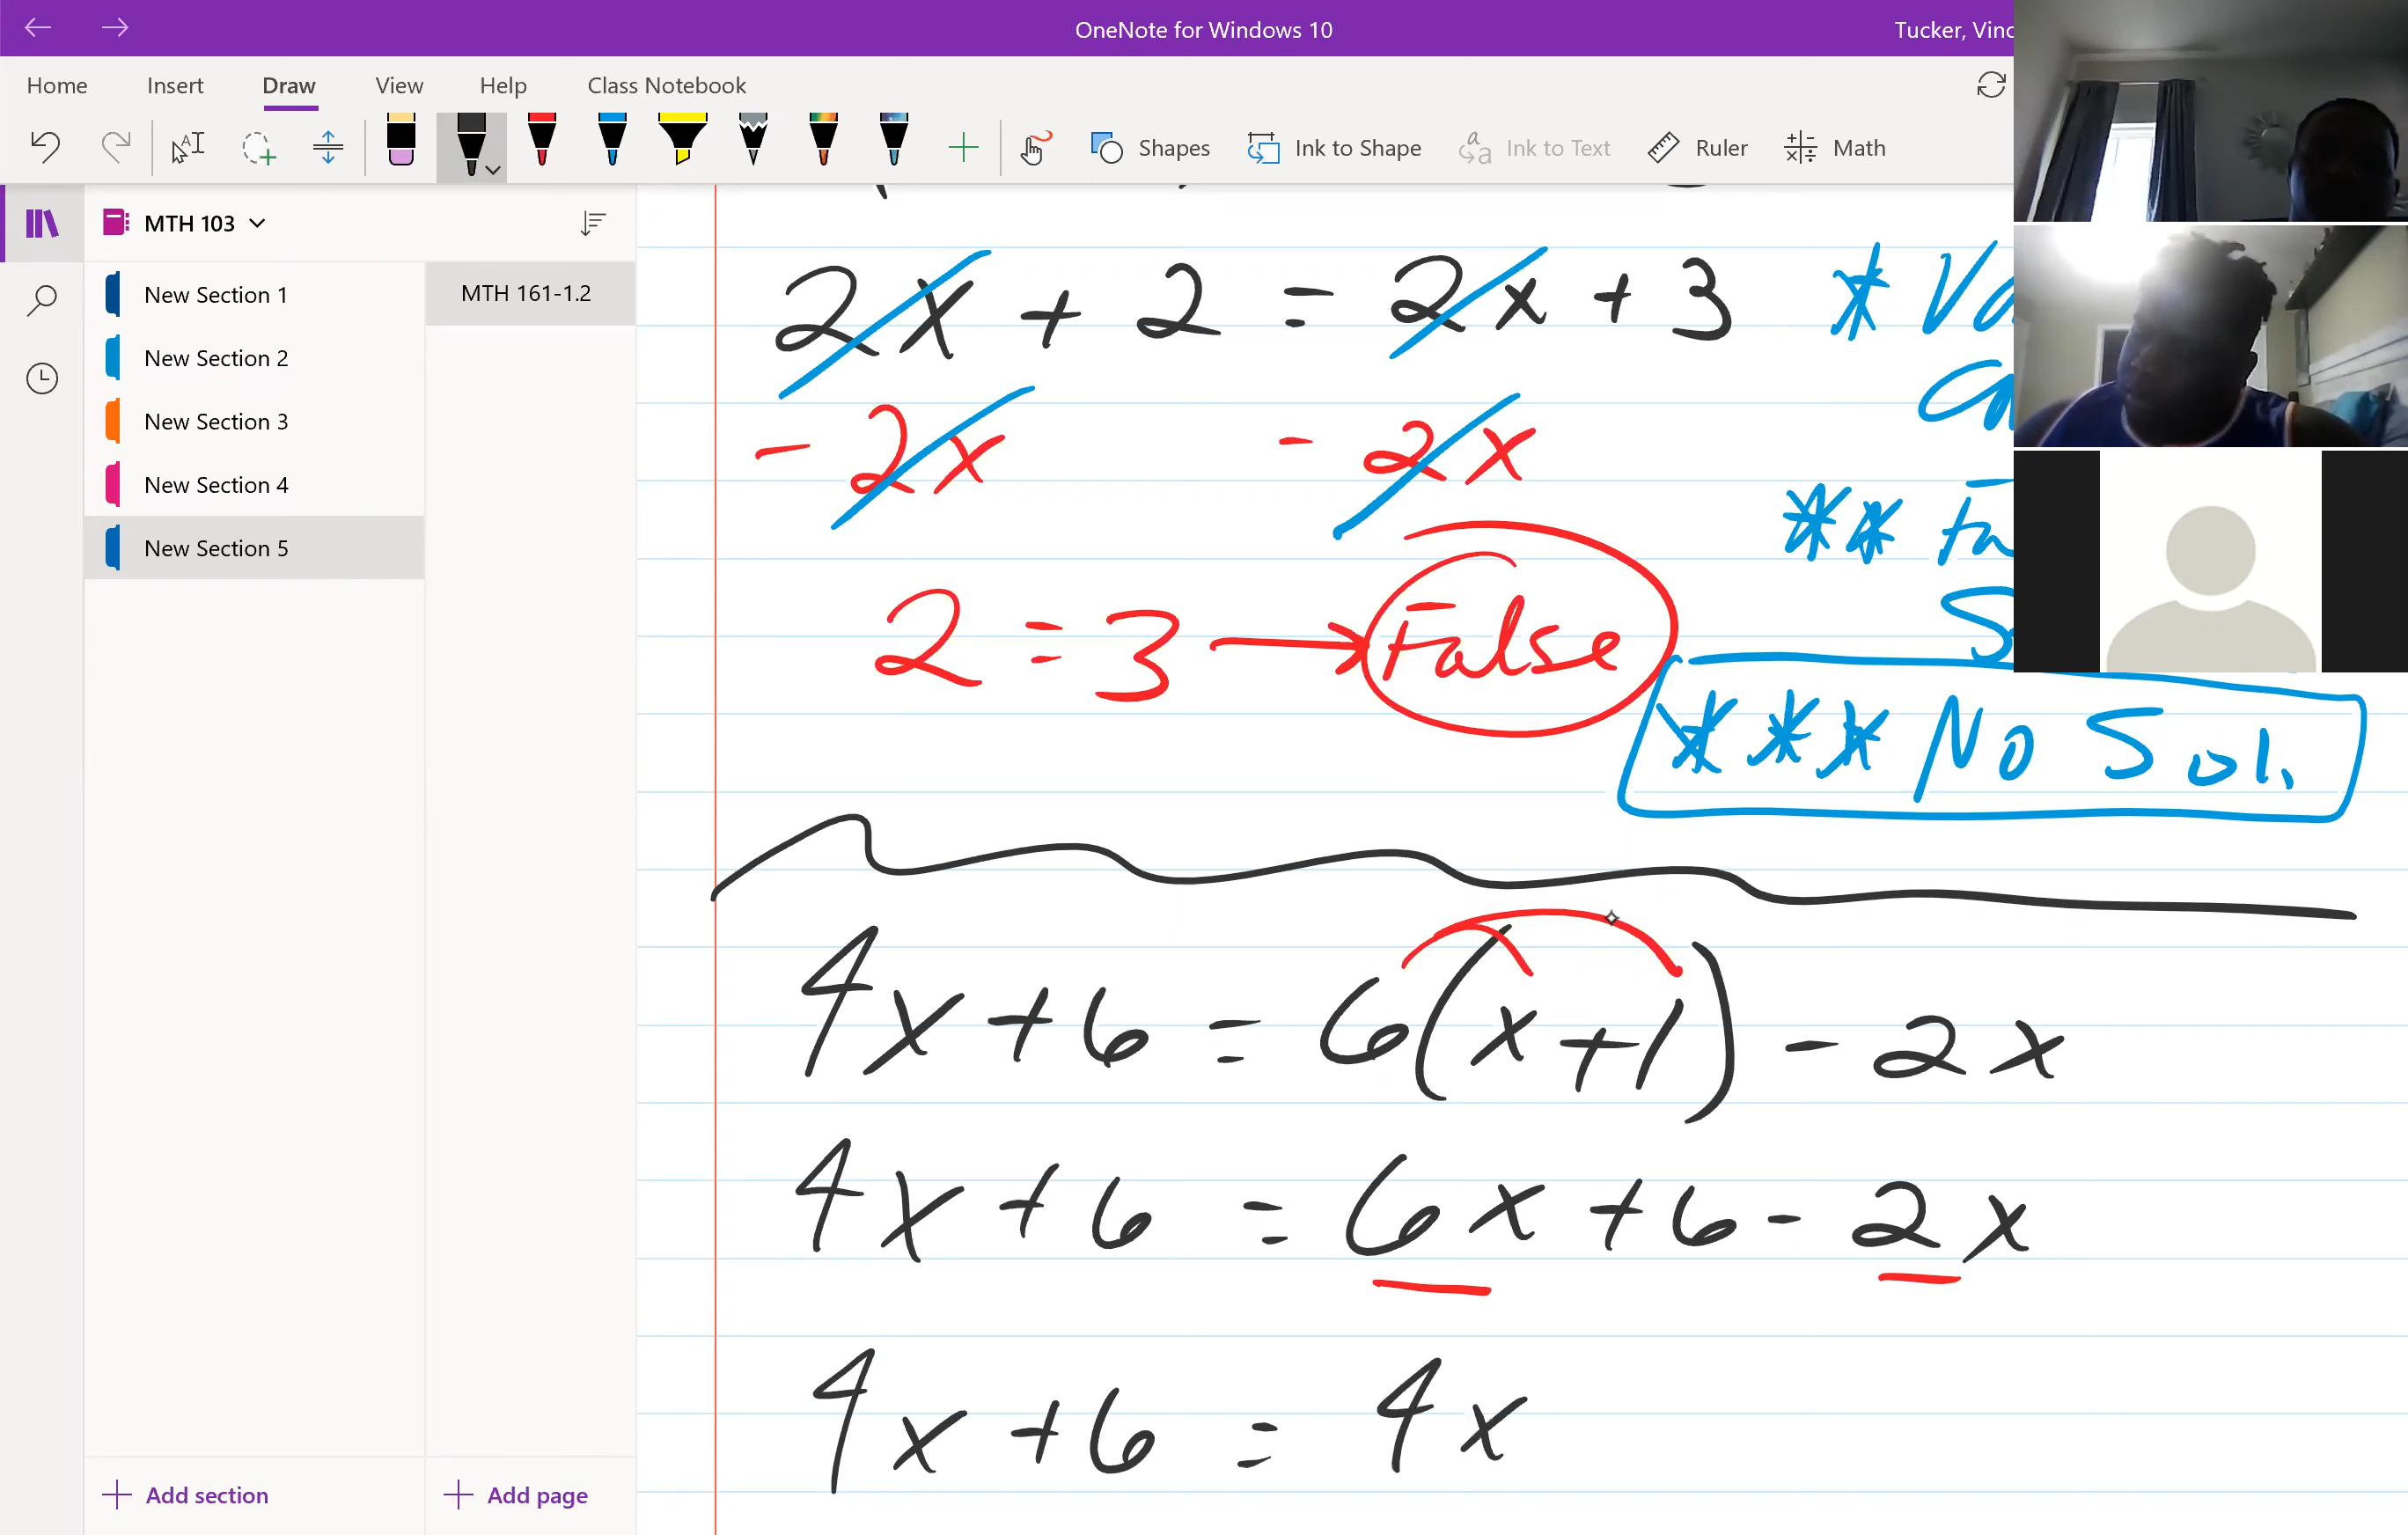 OneNote for Windows 10
Tucker, Vinc
Home Insert Draw View Help Class Notebook
Shapes Ink to Shape Ink to Text Ruler Math
MTH 103
New Section 1
New Section 2
New Section 3
New Section 4
New Section 5
MTH 161-1.2
2x + 2 = 2x + 3
- 2x - 2x
2 = 3 → False
*
**
*** No Sol.
4x + 6 = 6(x + 1) - 2x
4x + 6 = 6x + 6 - 2x
4x + 6 = 4x
+ Add section
+ Add page